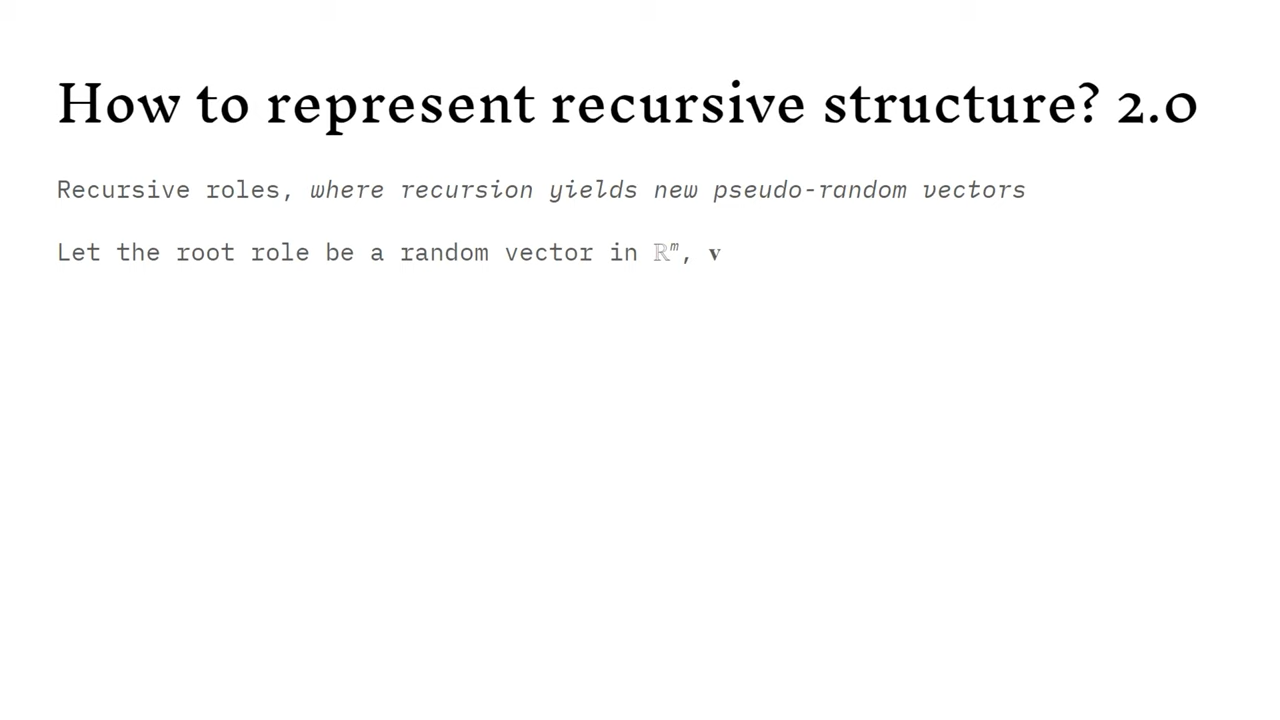 How to represent recursive structure? 2.0
Recursive roles, where recursion yields new pseudo-random vectors
Let the root role be a random vector in ℝᵐ, v